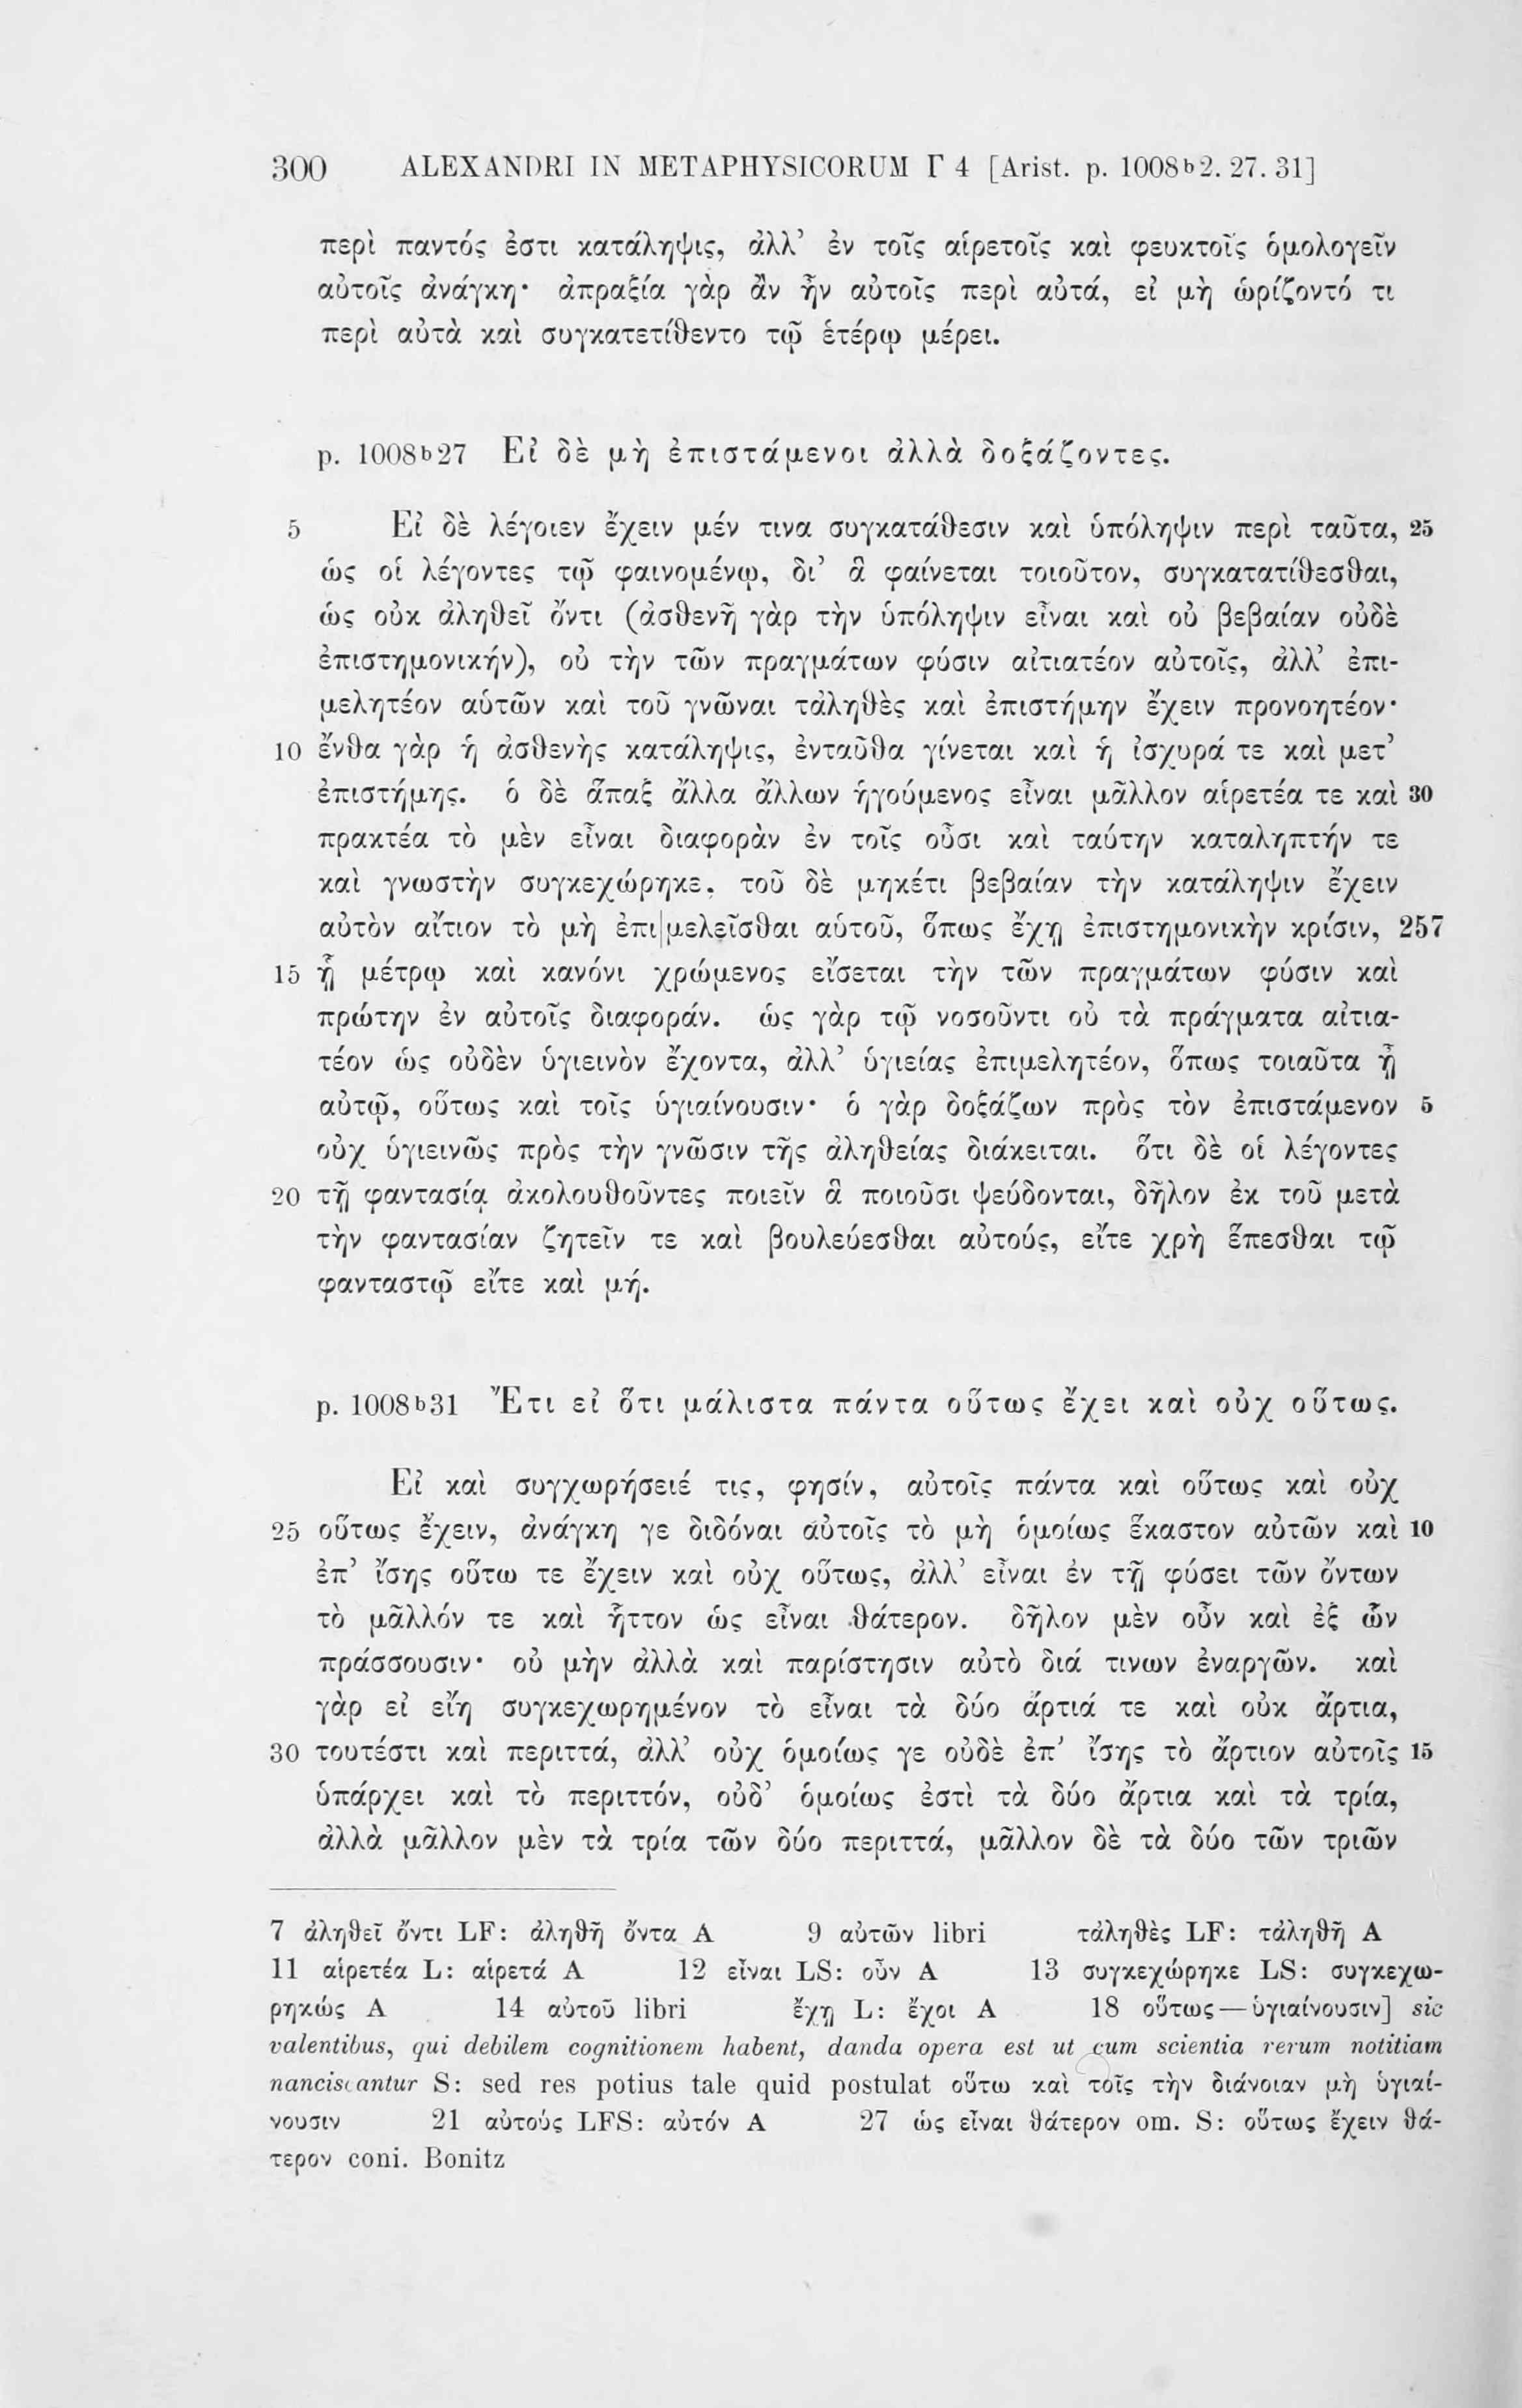 300 ALEXANDRI IN METAPHYSICORUM Γ 4 [Arist. p. 1008ᵇ2. 27. 31]
περὶ παντός ἐστι κατάληψις, ἀλλ’ ἐν τοῖς αἱρετοῖς καὶ φευκτοῖς ὁμολογεῖν
αὐτοῖς ἀνάγκη· ἀπραξία γὰρ ἂν ἦν αὐτοῖς περὶ αὐτά, εἰ μὴ ὡρίζοντό τι
περὶ αὐτὰ καὶ συγκατετίθεντο τῷ ἑτέρῳ μέρει.
p. 1008ᵇ27 Εἰ δὲ μὴ ἐπιστάμενοι ἀλλὰ δοξάζοντες.
5 Εἰ δὲ λέγοιεν ἔχειν μέν τινα συγκατάθεσιν καὶ ὑπόληψιν περὶ ταῦτα, 25
ὡς οἱ λέγοντες τῷ φαινομένῳ, δι’ ἃ φαίνεται τοιοῦτον, συγκατατίθεσθαι,
ὡς οὐκ ἀληθεῖ ὄντι (ἀσθενῆ γὰρ τὴν ὑπόληψιν εἶναι καὶ οὐ βεβαίαν οὐδὲ
ἐπιστημονικήν), οὐ τὴν τῶν πραγμάτων φύσιν αἰτιατέον αὐτοῖς, ἀλλ’ ἐπι-
μελητέον αὑτῶν καὶ τοῦ γνῶναι τἀληθὲς καὶ ἐπιστήμην ἔχειν προνοητέον·
10 ἔνθα γὰρ ἡ ἀσθενὴς κατάληψις, ἐνταῦθα γίνεται καὶ ἡ ἰσχυρά τε καὶ μετ’
ἐπιστήμης. ὁ δὲ ἅπαξ ἄλλα ἄλλων ἡγούμενος εἶναι μᾶλλον αἱρετέα τε καὶ 30
πρακτέα τὸ μὲν εἶναι διαφορὰν ἐν τοῖς οὖσι καὶ ταύτην καταληπτήν τε
καὶ γνωστὴν συγκεχώρηκε, τοῦ δὲ μηκέτι βεβαίαν τὴν κατάληψιν ἔχειν
αὐτὸν αἴτιον τὸ μὴ ἐπι|μελεῖσθαι αὑτοῦ, ὅπως ἔχῃ ἐπιστημονικὴν κρίσιν, 257
15 ᾗ μέτρῳ καὶ κανόνι χρώμενος εἴσεται τὴν τῶν πραγμάτων φύσιν καὶ
πρώτην ἐν αὐτοῖς διαφοράν. ὡς γὰρ τῷ νοσοῦντι οὐ τὰ πράγματα αἰτια-
τέον ὡς οὐδὲν ὑγιεινὸν ἔχοντα, ἀλλ’ ὑγιείας ἐπιμελητέον, ὅπως τοιαῦτα ᾖ
αὐτῷ, οὕτως καὶ τοῖς ὑγιαίνουσιν· ὁ γὰρ δοξάζων πρὸς τὸν ἐπιστάμενον 5
οὐχ ὑγιεινῶς πρὸς τὴν γνῶσιν τῆς ἀληθείας διάκειται. ὅτι δὲ οἱ λέγοντες
20 τῇ φαντασίᾳ ἀκολουθοῦντες ποιεῖν ἃ ποιοῦσι ψεύδονται, δῆλον ἐκ τοῦ μετὰ
τὴν φαντασίαν ζητεῖν τε καὶ βουλεύεσθαι αὐτούς, εἴτε χρὴ ἕπεσθαι τῷ
φανταστῷ εἴτε καὶ μή.
p. 1008ᵇ31 Ἔτι εἰ ὅτι μάλιστα πάντα οὕτως ἔχει καὶ οὐχ οὕτως.
Εἰ καὶ συγχωρήσειέ τις, φησίν, αὐτοῖς πάντα καὶ οὕτως καὶ οὐχ
25 οὕτως ἔχειν, ἀνάγκη γε διδόναι αὐτοῖς τὸ μὴ ὁμοίως ἕκαστον αὐτῶν καὶ 10
ἐπ’ ἴσης οὕτω τε ἔχειν καὶ οὐχ οὕτως, ἀλλ’ εἶναι ἐν τῇ φύσει τῶν ὄντων
τὸ μᾶλλόν τε καὶ ἧττον ὡς εἶναι θάτερον. δῆλον μὲν οὖν καὶ ἐξ ὧν
πράσσουσιν· οὐ μὴν ἀλλὰ καὶ παρίστησιν αὐτὸ διά τινων ἐναργῶν. καὶ
γὰρ εἰ εἴη συγκεχωρημένον τὸ εἶναι τὰ δύο ἄρτιά τε καὶ οὐκ ἄρτια,
30 τουτέστι καὶ περιττά, ἀλλ’ οὐχ ὁμοίως γε οὐδὲ ἐπ’ ἴσης τὸ ἄρτιον αὐτοῖς 15
ὑπάρχει καὶ τὸ περιττόν, οὐδ’ ὁμοίως ἐστὶ τὰ δύο ἄρτια καὶ τὰ τρία,
ἀλλὰ μᾶλλον μὲν τὰ τρία τῶν δύο περιττά, μᾶλλον δὲ τὰ δύο τῶν τριῶν
7 ἀληθεῖ ὄντι LF: ἀληθῆ ὄντα A 9 αὐτῶν libri τἀληθὲς LF: τἀληθῆ A
11 αἱρετέα L: αἱρετά A 12 εἶναι LS: οὖν A 13 συγκεχώρηκε LS: συγκεχω-
ρηκώς A 14 αὐτοῦ libri ἔχῃ L: ἔχοι A 18 οὕτως — ὑγιαίνουσιν] sic
valentibus, qui debilem cognitionem habent, danda opera est ut cum scientia rerum notitiam
nanciscantur S: sed res potius tale quid postulat οὕτω καὶ τοῖς τὴν διάνοιαν μὴ ὑγιαί-
νουσιν 21 αὐτούς LFS: αὐτόν A 27 ὡς εἶναι θάτερον om. S: οὕτως ἔχειν θά-
τερον coni. Bonitz